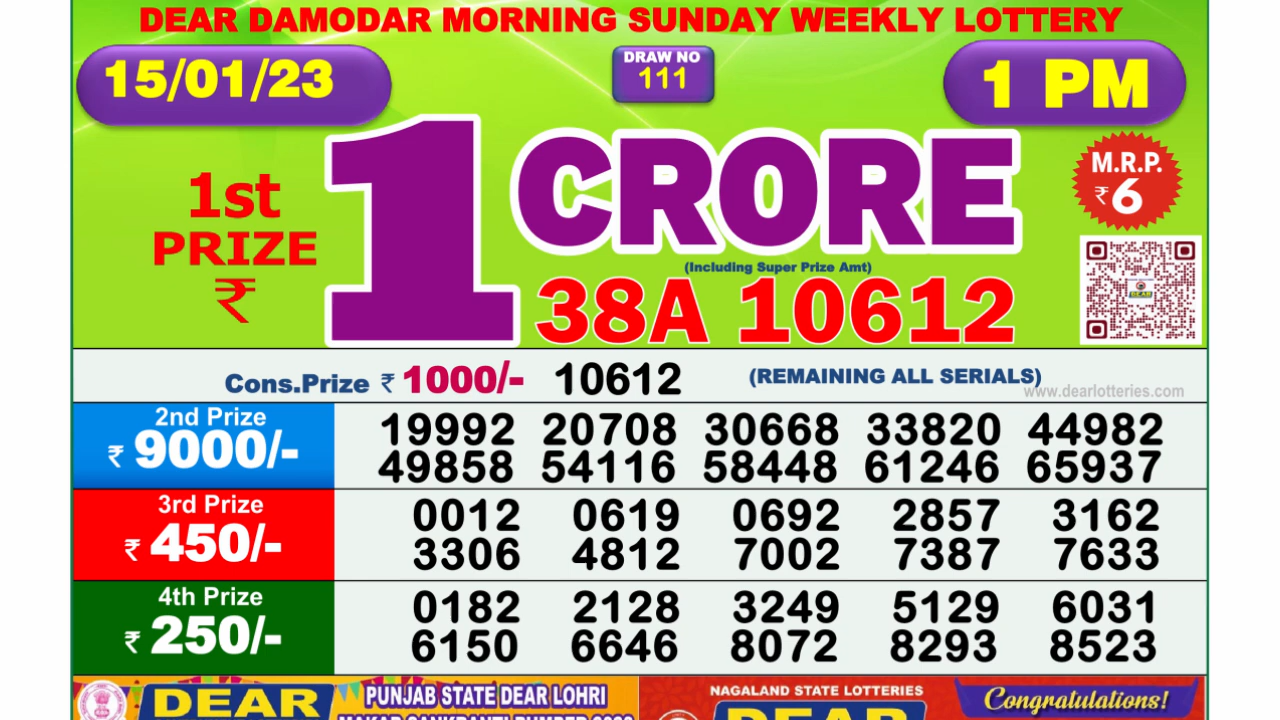 DEAR DAMODAR MORNING SUNDAY WEEKLY LOTTERY
15/01/23
DRAW NO
111
1 PM
1st
PRIZE
₹
1 CRORE
(Including Super Prize Amt)
38A 10612
M.R.P.
₹ 6
DEAR
Cons.Prize ₹ 1000/- 10612 (REMAINING ALL SERIALS)
www.dearlotteries.com
2nd Prize
₹ 9000/-
19992 20708 30668 33820 44982
49858 54116 58448 61246 65937
3rd Prize
₹ 450/-
0012 0619 0692 2857 3162
3306 4812 7002 7387 7633
4th Prize
₹ 250/-
0182 2128 3249 5129 6031
6150 6646 8072 8293 8523
DEAR
PUNJAB STATE DEAR LOHRI
NAGALAND STATE LOTTERIES
DEAR
Congratulations!